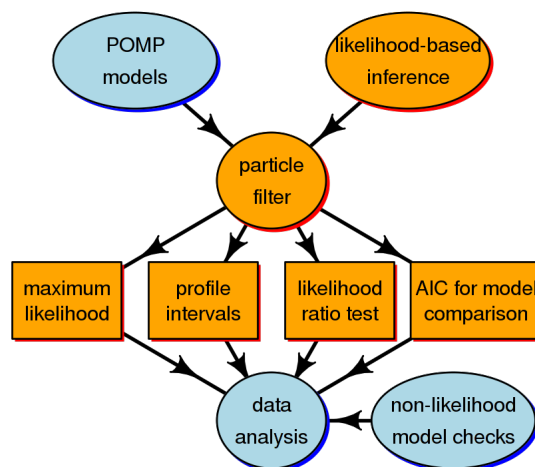 POMP
models
likelihood-based
inference
particle
filter
maximum
likelihood
profile
intervals
likelihood
ratio test
AIC for model
comparison
data
analysis
non-likelihood
model checks